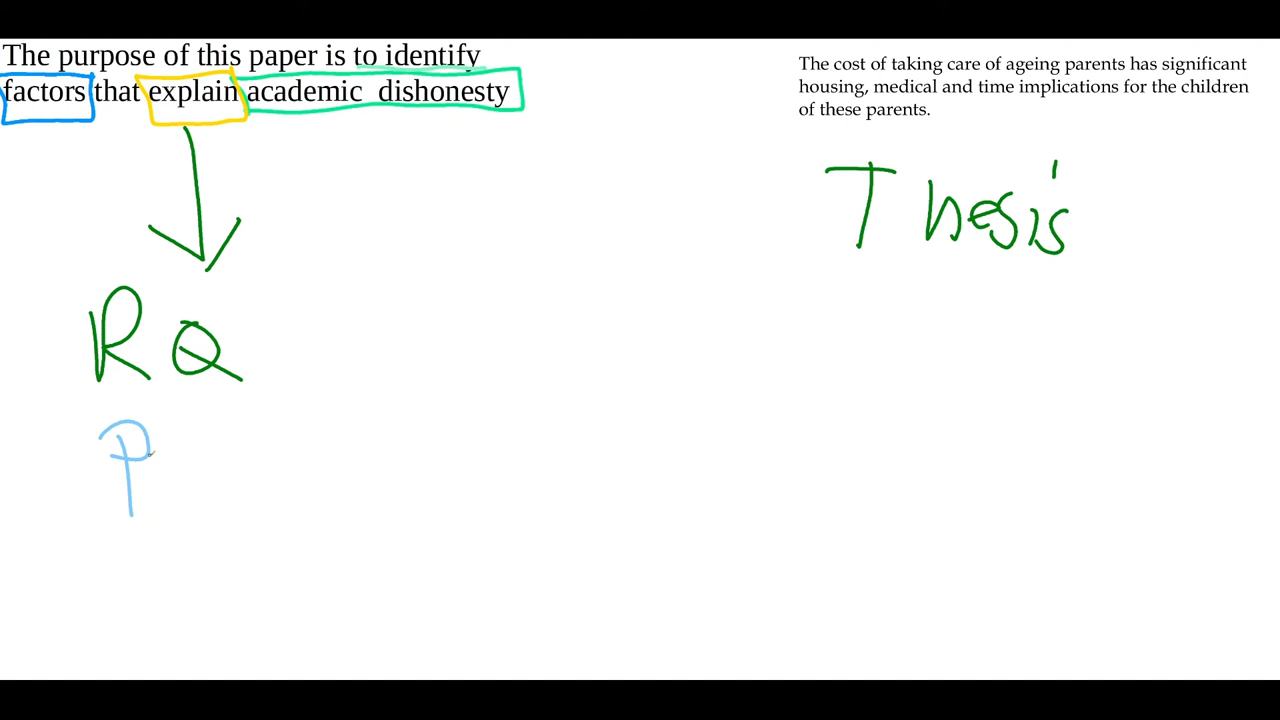 The purpose of this paper is to identify
factors that explain academic dishonesty
The cost of taking care of ageing parents has significant
housing, medical and time implications for the children
of these parents.
Thesis
RQ
P